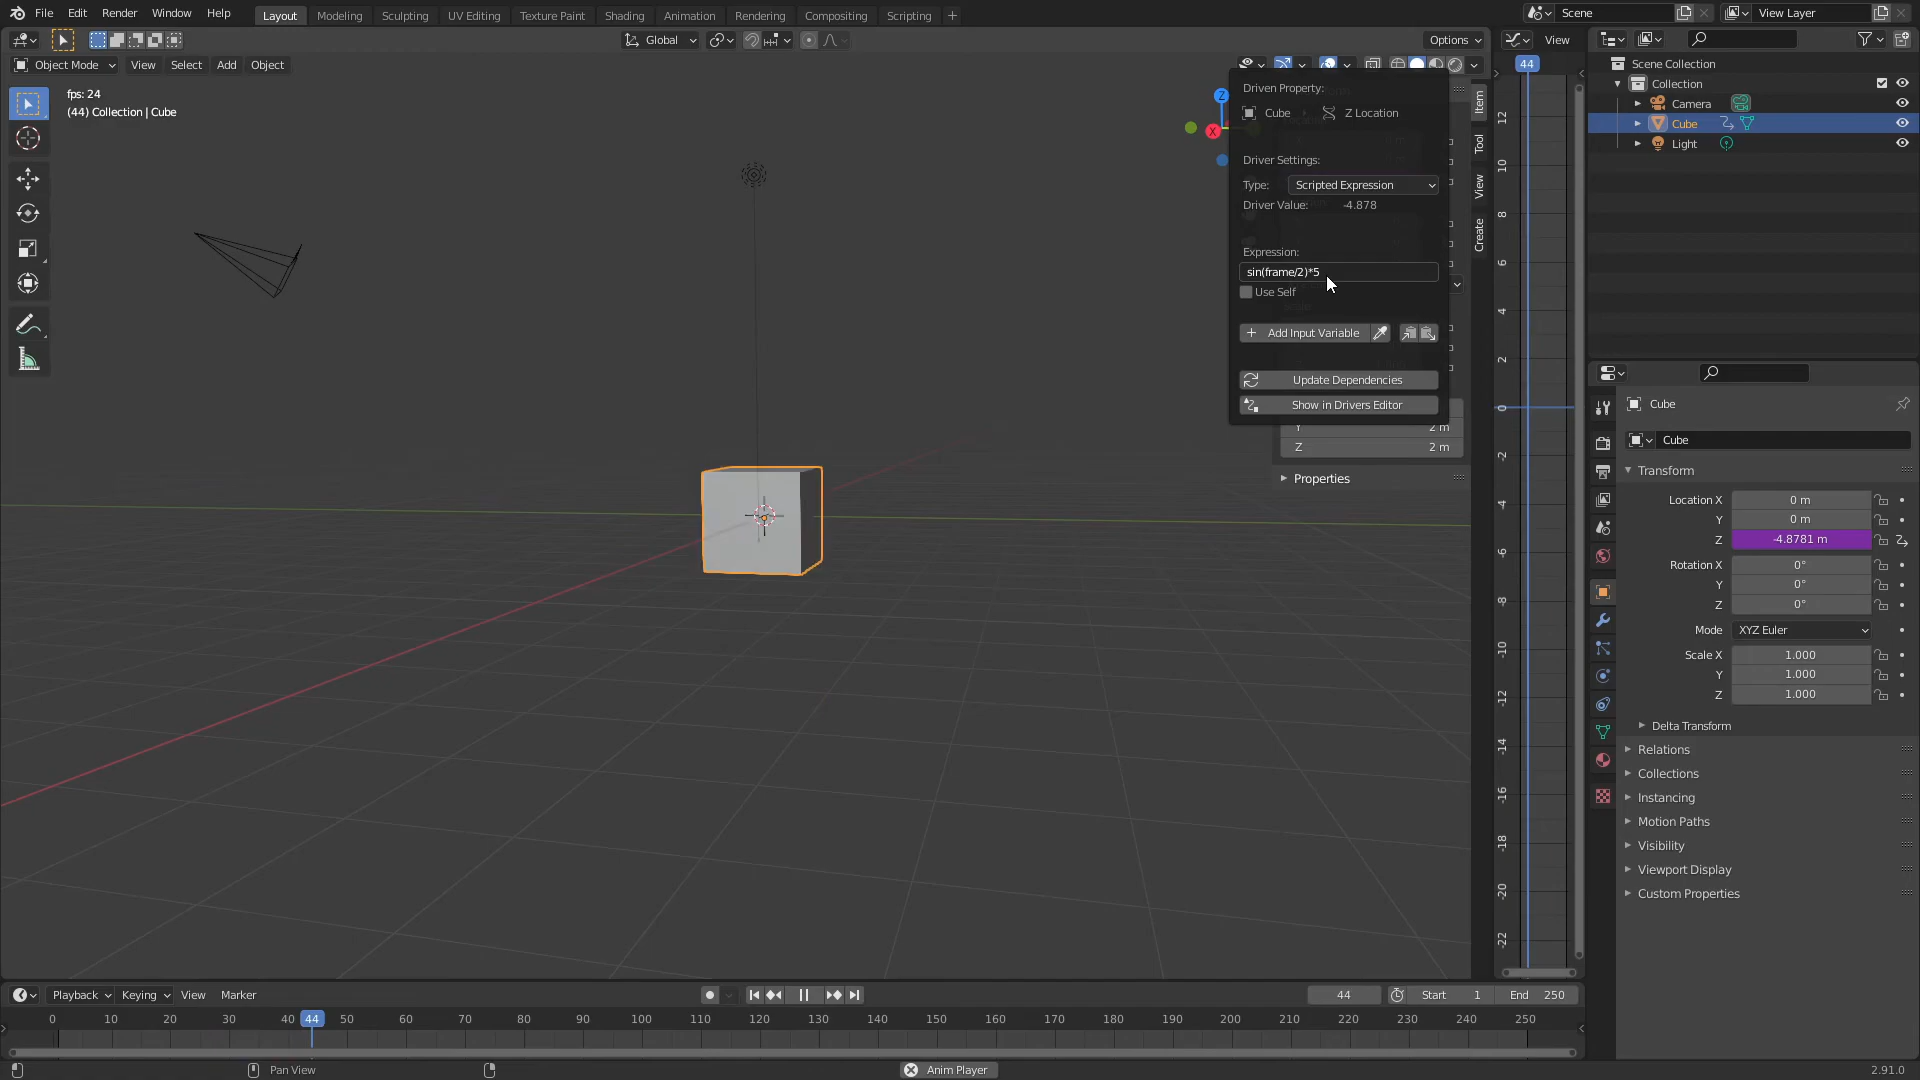 File Edit Render Window Help Layout Modeling Sculpting UV Editing Texture Paint Shading Animation Rendering Compositing Scripting + Scene View Layer
Global Options View
Object Mode View Select Add Object
fps: 24
(44) Collection | Cube
Z
X
Driven Property:
Cube Z Location
Driver Settings:
Type: Scripted Expression
Driver Value: -4.878
Expression:
sin(frame/2)*5
Use Self
+ Add Input Variable
Update Dependencies
Show in Drivers Editor
Y 2 m
Z 2 m
Properties
Item
Tool
View
Create
44
12
10
8
6
4
2
0
-2
-4
-6
-8
-10
-12
-14
-16
-18
-20
-22
Scene Collection
Collection
Camera
Cube
Light
Cube
Cube
Transform
Location X 0 m
Y 0 m
Z -4.8781 m
Rotation X 0°
Y 0°
Z 0°
Mode XYZ Euler
Scale X 1.000
Y 1.000
Z 1.000
Delta Transform
Relations
Collections
Instancing
Motion Paths
Visibility
Viewport Display
Custom Properties
Playback Keying View Marker 44 Start 1 End 250
0 10 20 30 40 44 50 60 70 80 90 100 110 120 130 140 150 160 170 180 190 200 210 220 230 240 250
Pan View Anim Player 2.91.0